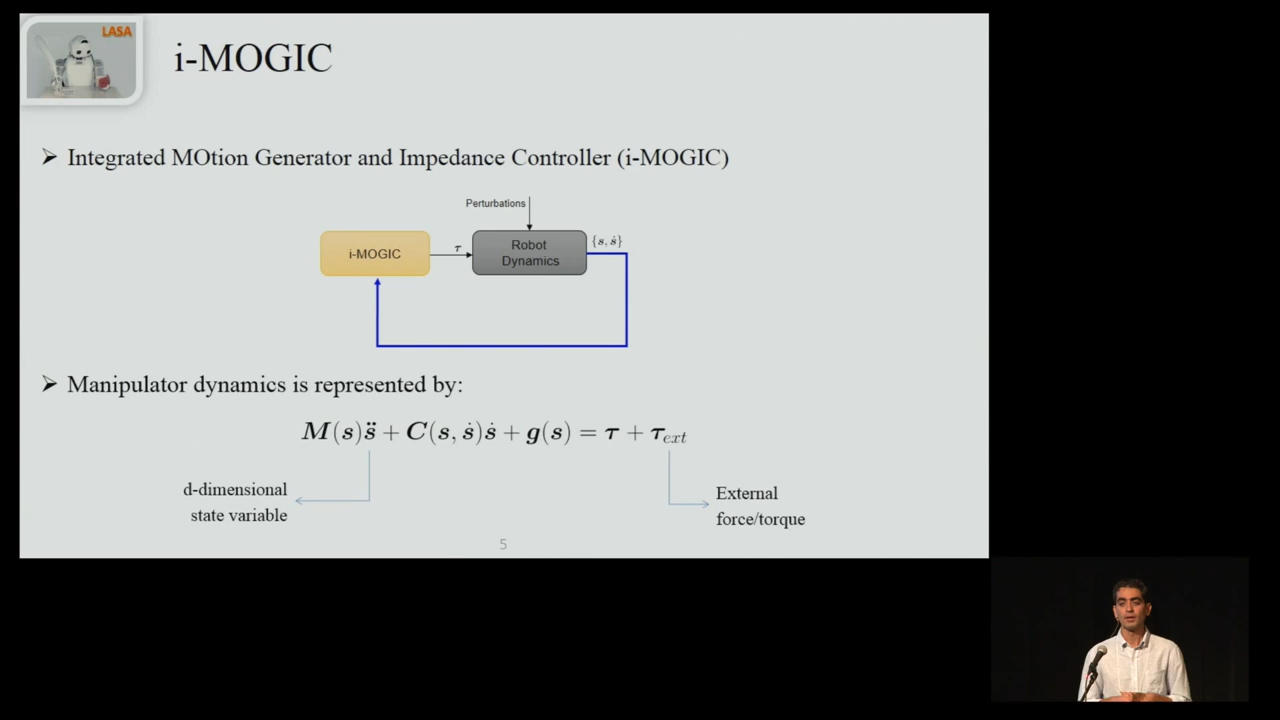 LASA
i-MOGIC
➢ Integrated MOtion Generator and Impedance Controller (i-MOGIC)
Perturbations
i-MOGIC
τ
Robot
Dynamics
{s, ṡ}
➢ Manipulator dynamics is represented by:
M(s)s̈ + C(s, ṡ)ṡ + g(s) = τ + τ_ext
d-dimensional
state variable
External
force/torque
5